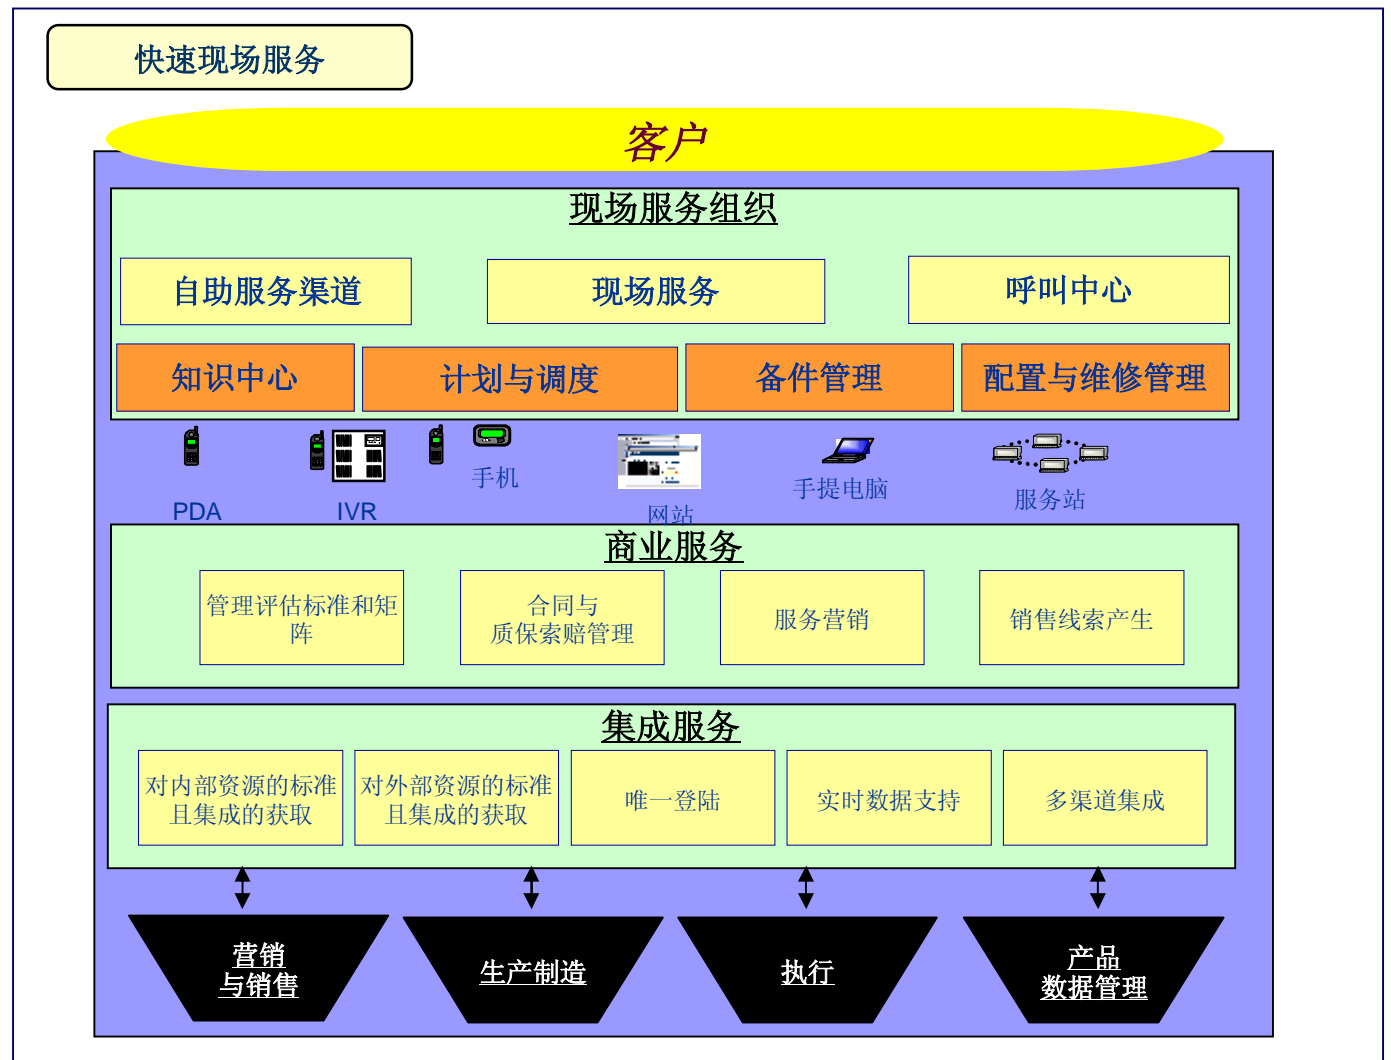 快速现场服务
客户
现场服务组织
自助服务渠道
现场服务
呼叫中心
知识中心
计划与调度
备件管理
配置与维修管理
PDA
IVR
手机
网站
手提电脑
服务站
商业服务
管理评估标准和矩
阵
合同与
质保索赔管理
服务营销
销售线索产生
集成服务
对内部资源的标准
且集成的获取
对外部资源的标准
且集成的获取
唯一登陆
实时数据支持
多渠道集成
营销
与销售
生产制造
执行
产品
数据管理